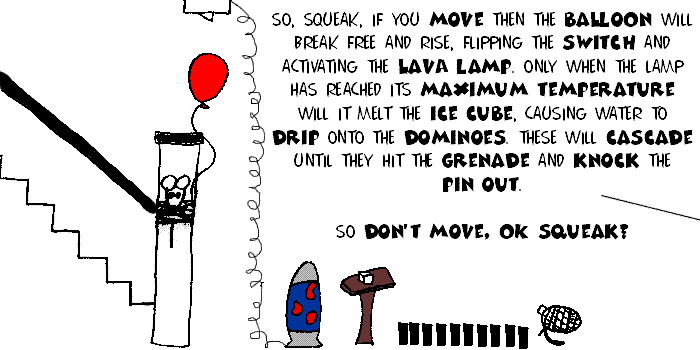 SO, SQUEAK, IF YOU MOVE THEN THE BALLOON WILL
BREAK FREE AND RISE, FLIPPING THE SWITCH AND
ACTIVATING THE LAVA LAMP. ONLY WHEN THE LAMP
HAS REACHED ITS MAXIMUM TEMPERATURE
WILL IT MELT THE ICE CUBE, CAUSING WATER TO
DRIP ONTO THE DOMINOES. THESE WILL CASCADE
UNTIL THEY HIT THE GRENADE AND KNOCK THE
PIN OUT.
SO DON'T MOVE, OK SQUEAK?